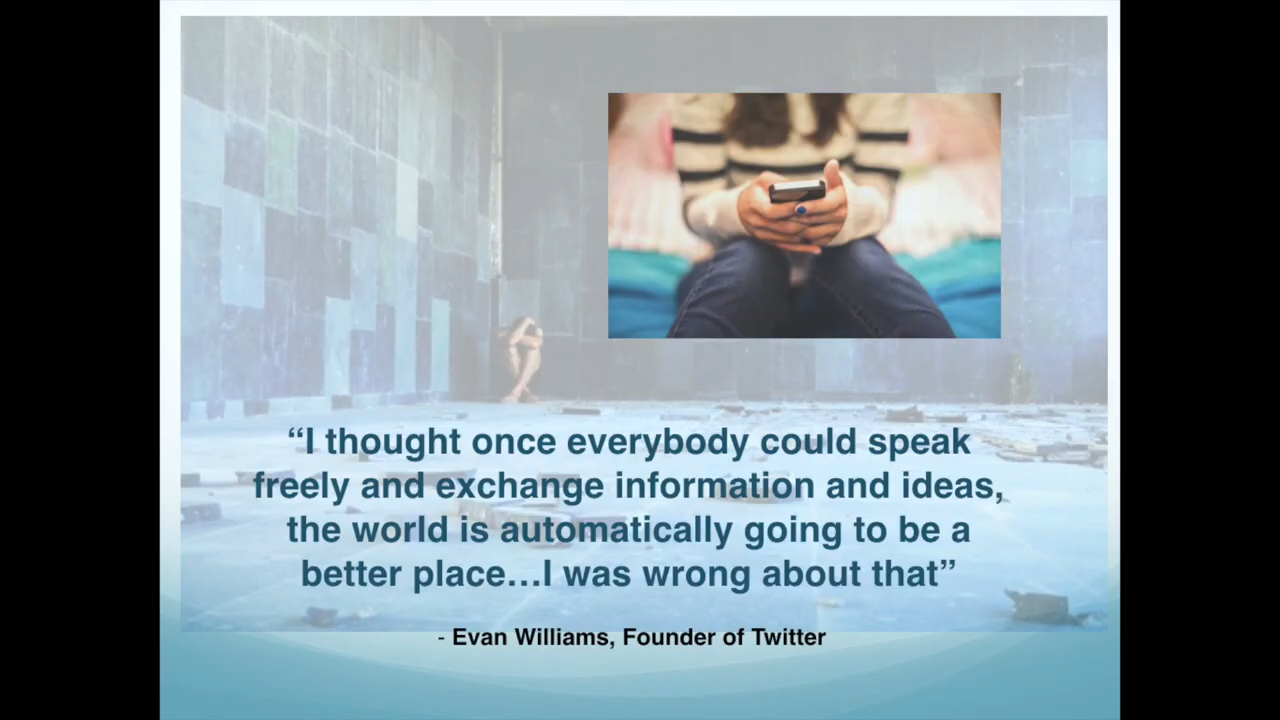 “I thought once everybody could speak
freely and exchange information and ideas,
the world is automatically going to be a
better place...I was wrong about that”
- Evan Williams, Founder of Twitter